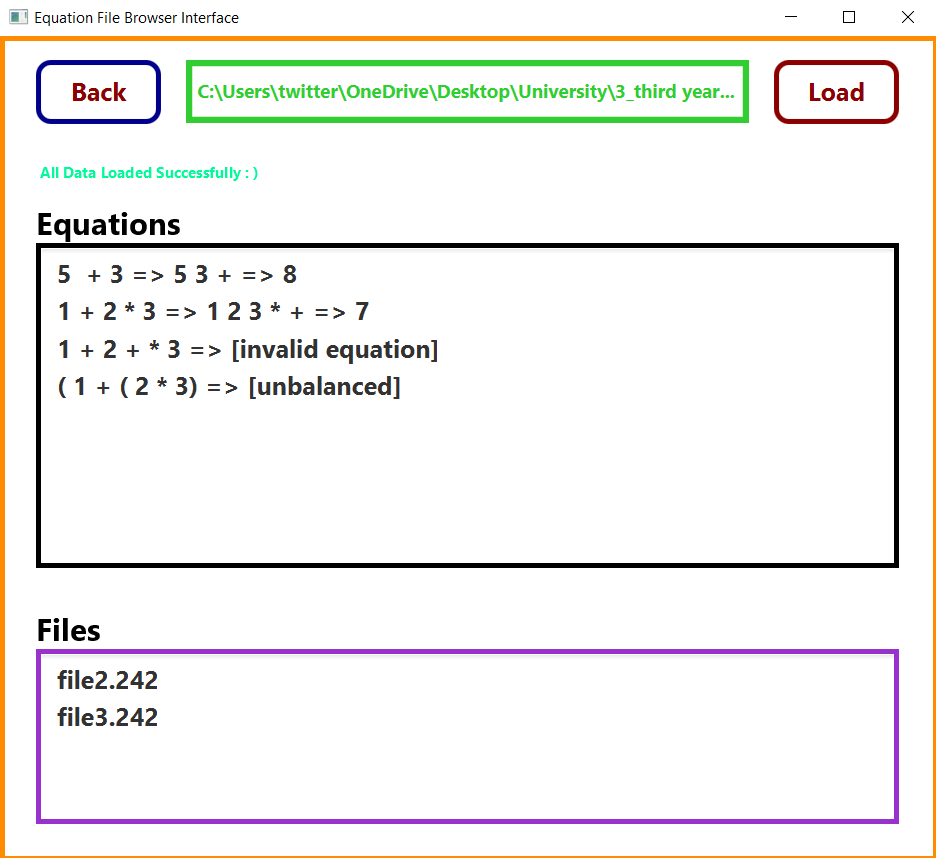 Equation File Browser Interface
Back
C:\Users\twitter\OneDrive\Desktop\University\3_third year...
Load
All Data Loaded Successfully : )
Equations
5  + 3 => 5 3 + => 8
1 + 2 * 3 => 1 2 3 * + => 7
1 + 2 + * 3 => [invalid equation]
( 1 + ( 2 * 3) => [unbalanced]
Files
file2.242
file3.242